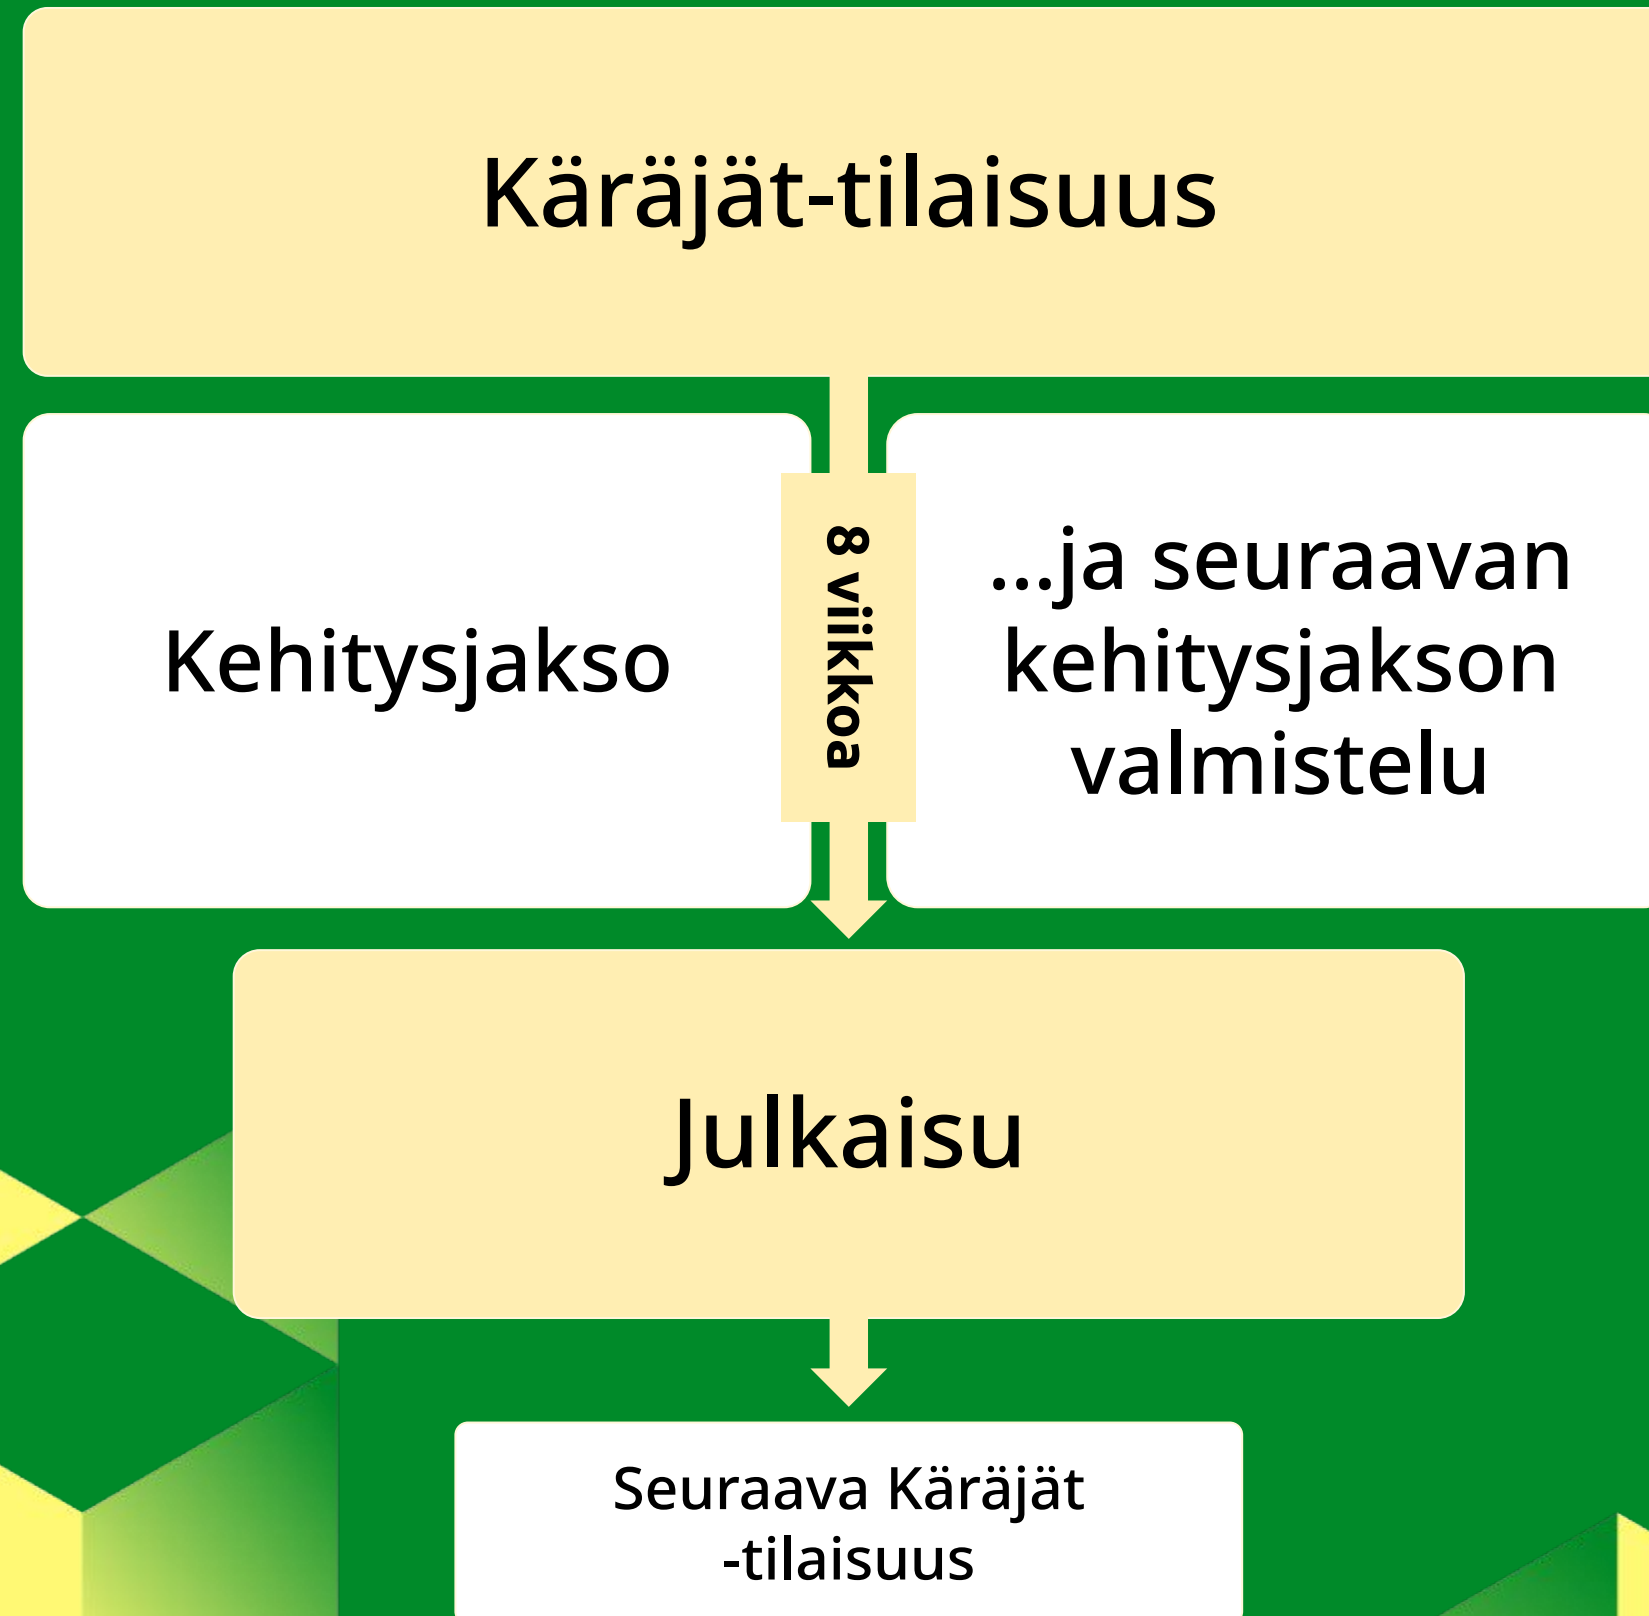 Käräjät-tilaisuus
Kehitysjakso
8 viikkoa
...ja seuraavan
kehitysjakson
valmistelu
Julkaisu
Seuraava Käräjät
-tilaisuus